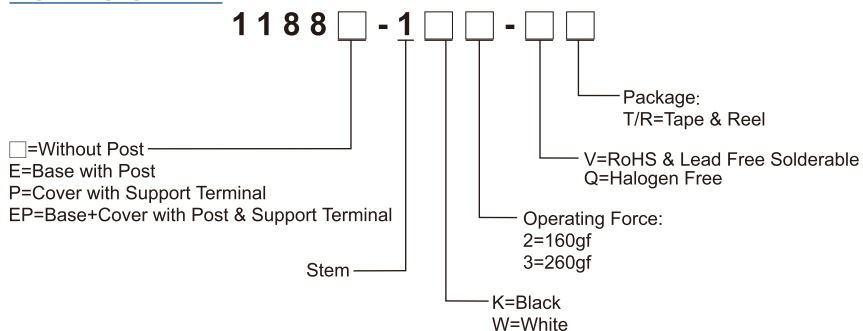 1188□-1□□-□□
Package:
T/R=Tape & Reel
□=Without Post
V=RoHS & Lead Free Solderable
E=Base with Post
Q=Halogen Free
P=Cover with Support Terminal
EP=Base+Cover with Post & Support Terminal
Operating Force:
2=160gf
3=260gf
Stem
K=Black
W=White